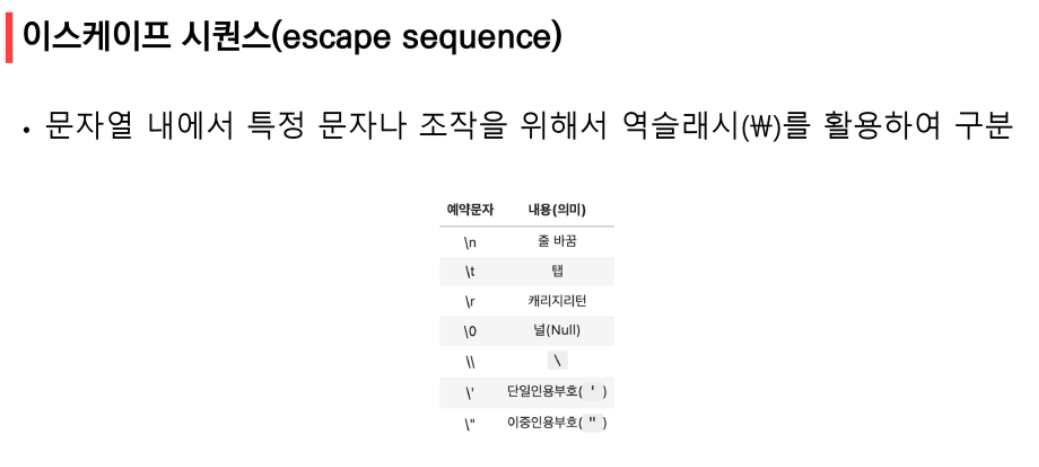 이스케이프 시퀀스(escape sequence)
• 문자열 내에서 특정 문자나 조작을 위해서 역슬래시(₩)를 활용하여 구분
예약문자 내용(의미)
\n 줄 바꿈
\t 탭
\r 캐리지리턴
\0 널(Null)
\\ \
\' 단일인용부호( ' )
\" 이중인용부호( " )